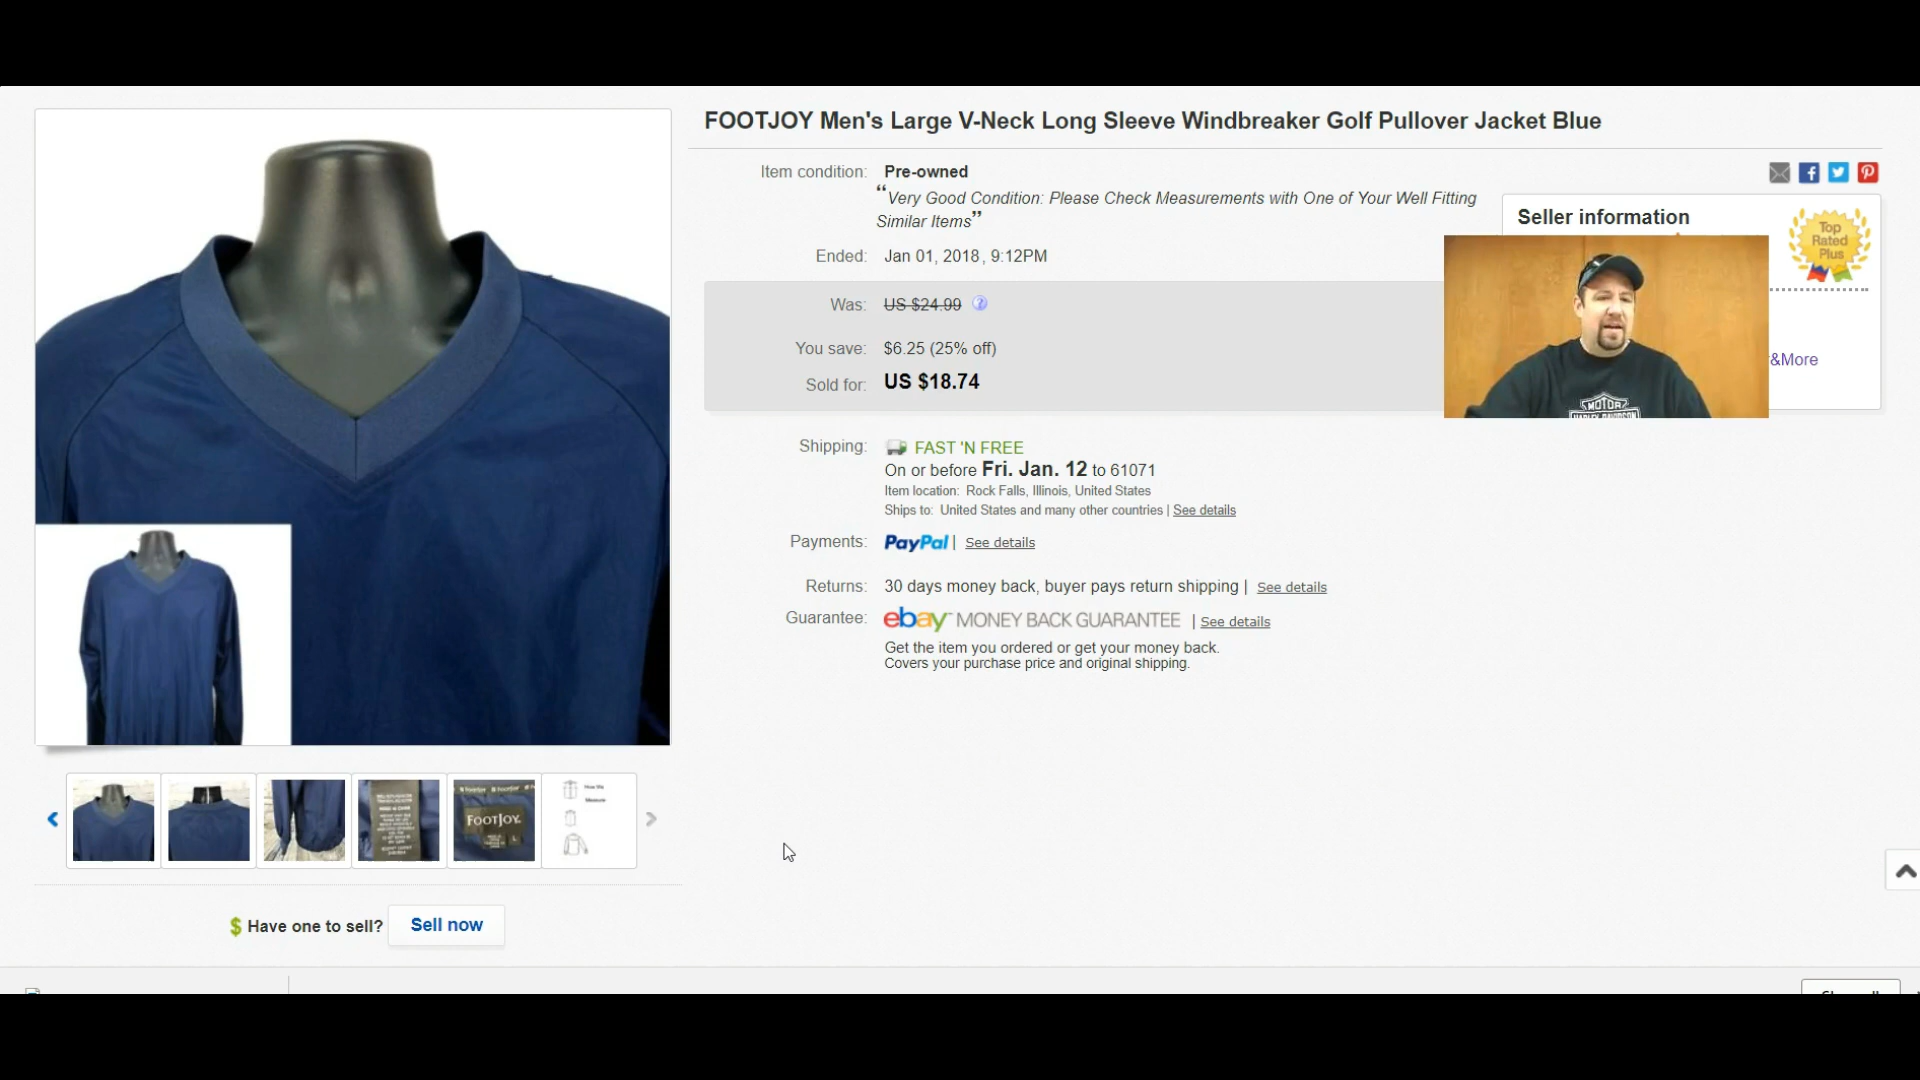 FOOTJOY Men's Large V-Neck Long Sleeve Windbreaker Golf Pullover Jacket Blue
Item condition: Pre-owned
“Very Good Condition: Please Check Measurements with One of Your Well Fitting
Similar Items”
Ended: Jan 01, 2018, 9:12PM
Was: US $24.99 ?
You save: $6.25 (25% off)
Sold for: US $18.74
Shipping: FAST 'N FREE
On or before Fri. Jan. 12 to 61071
Item location: Rock Falls, Illinois, United States
Ships to: United States and many other countries | See details
Payments: PayPal | See details
Returns: 30 days money back, buyer pays return shipping | See details
Guarantee: ebay MONEY BACK GUARANTEE | See details
Get the item you ordered or get your money back.
Covers your purchase price and original shipping.
Seller information
Top
Rated
Plus
&More
MOTOR
HARLEY-DAVIDSON
FOOTJOY
How We
Measure
$ Have one to sell? Sell now